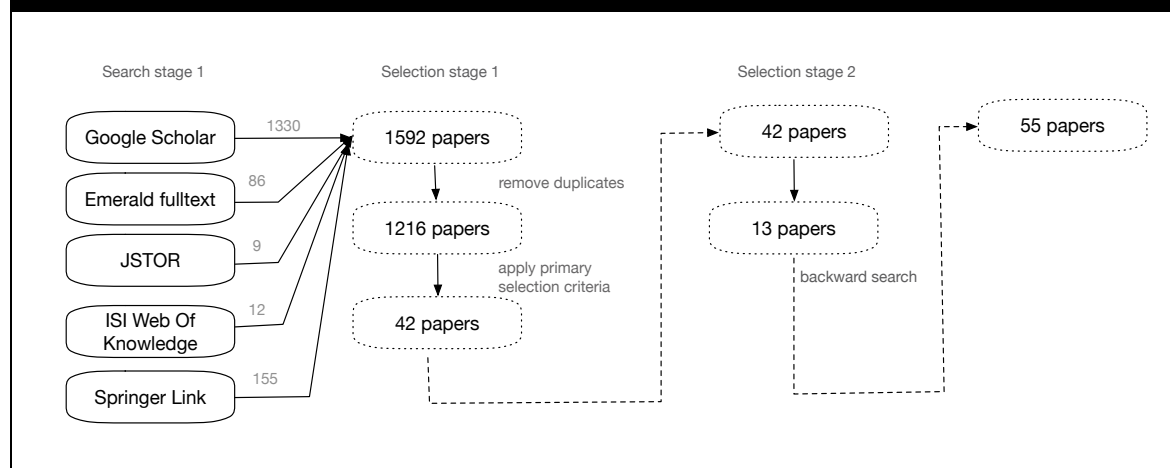 Search stage 1
Selection stage 1
Selection stage 2
Google Scholar
1330
1592 papers
42 papers
55 papers
Emerald fulltext
86
remove duplicates
1216 papers
13 papers
JSTOR
9
apply primary
selection criteria
backward search
ISI Web Of
Knowledge
12
42 papers
Springer Link
155